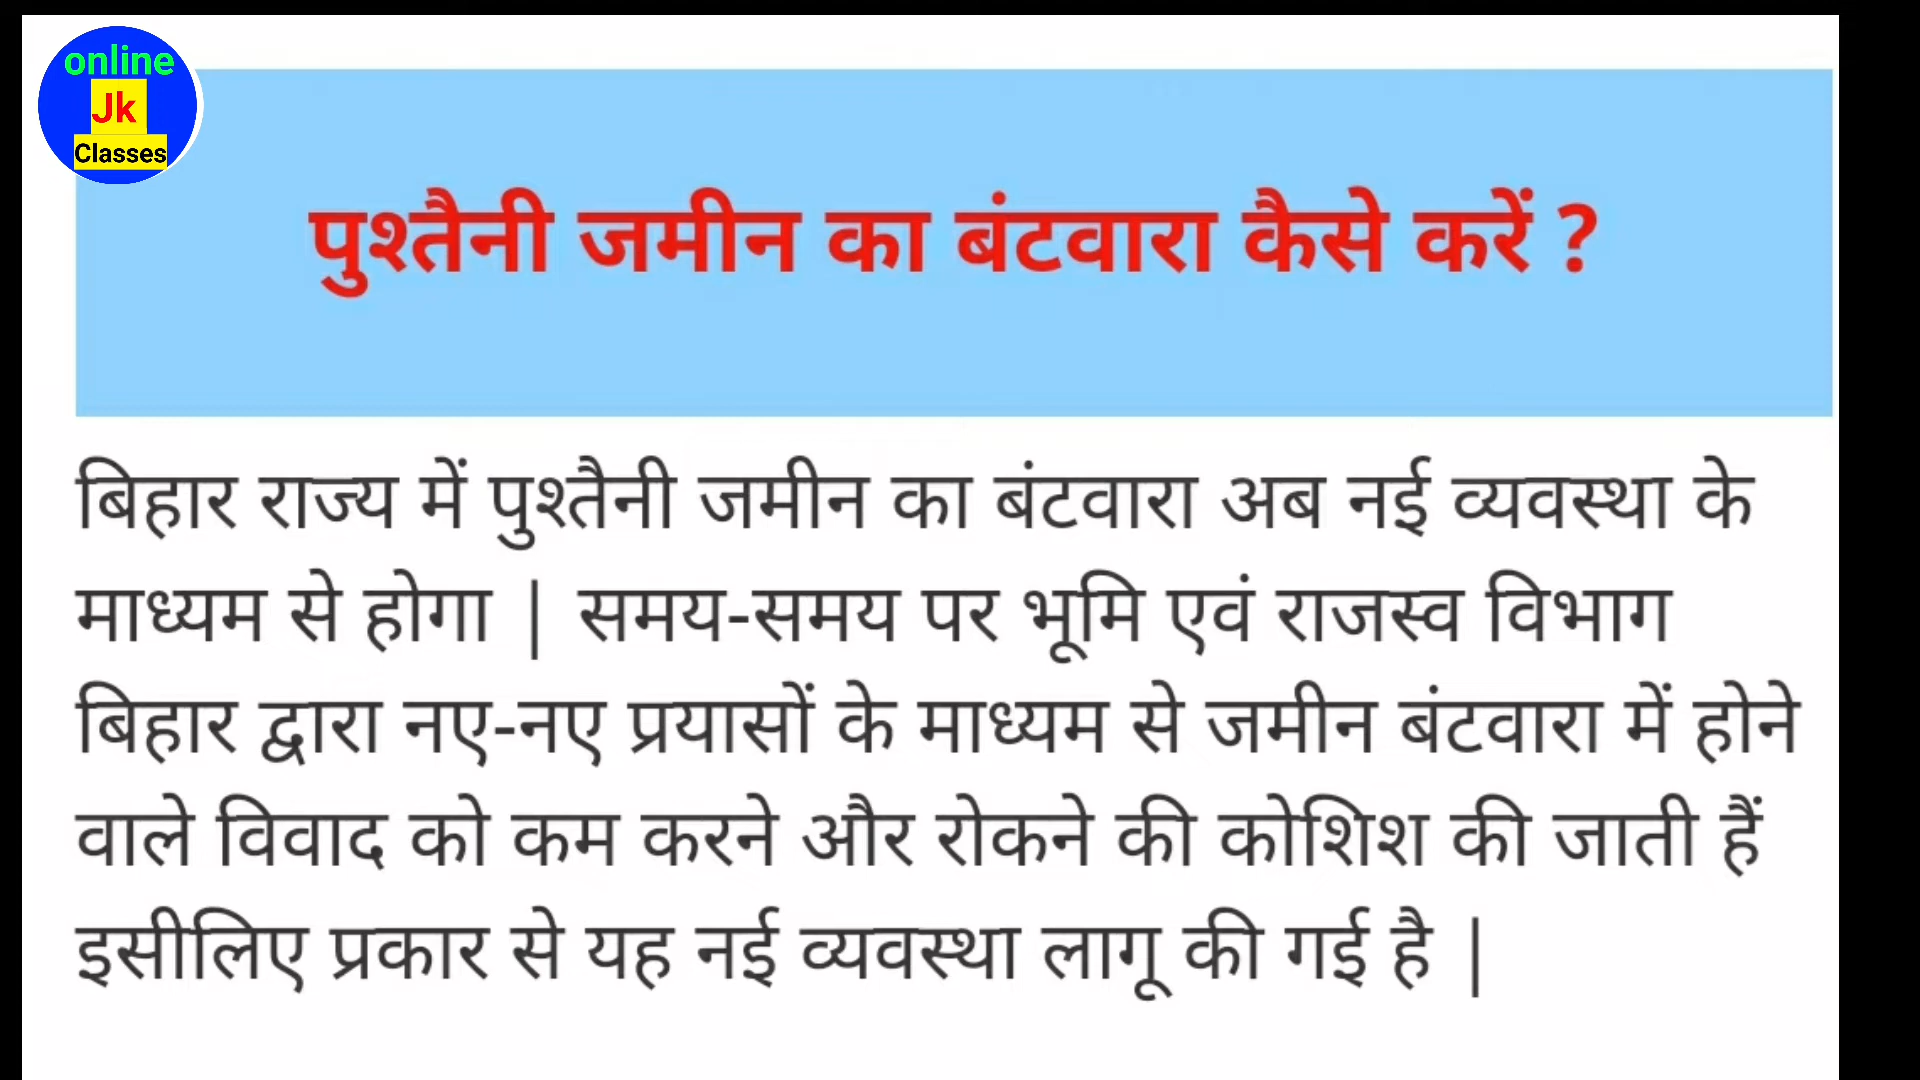 online
Jk
Classes
पुश्तैनी जमीन का बंटवारा कैसे करें ?
बिहार राज्य में पुश्तैनी जमीन का बंटवारा अब नई व्यवस्था के
माध्यम से होगा | समय-समय पर भूमि एवं राजस्व विभाग
बिहार द्वारा नए-नए प्रयासों के माध्यम से जमीन बंटवारा में होने
वाले विवाद को कम करने और रोकने की कोशिश की जाती हैं
इसीलिए प्रकार से यह नई व्यवस्था लागू की गई है |